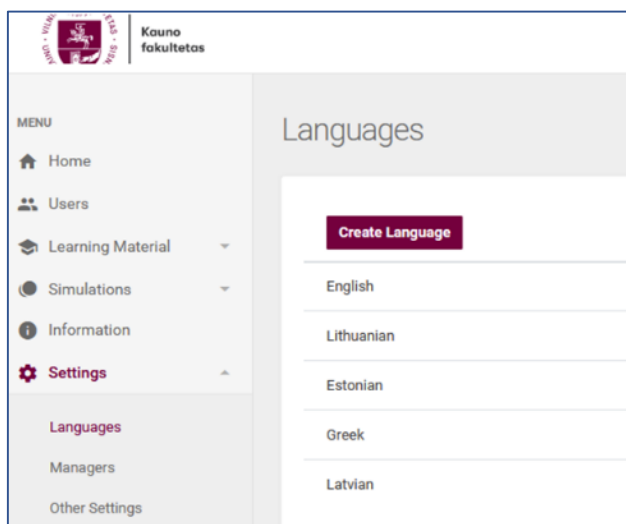 Kauno
fakultetas
MENU
Home
Users
Learning Material
Simulations
Information
Settings
Languages
Managers
Other Settings
Languages
Create Language
English
Lithuanian
Estonian
Greek
Latvian